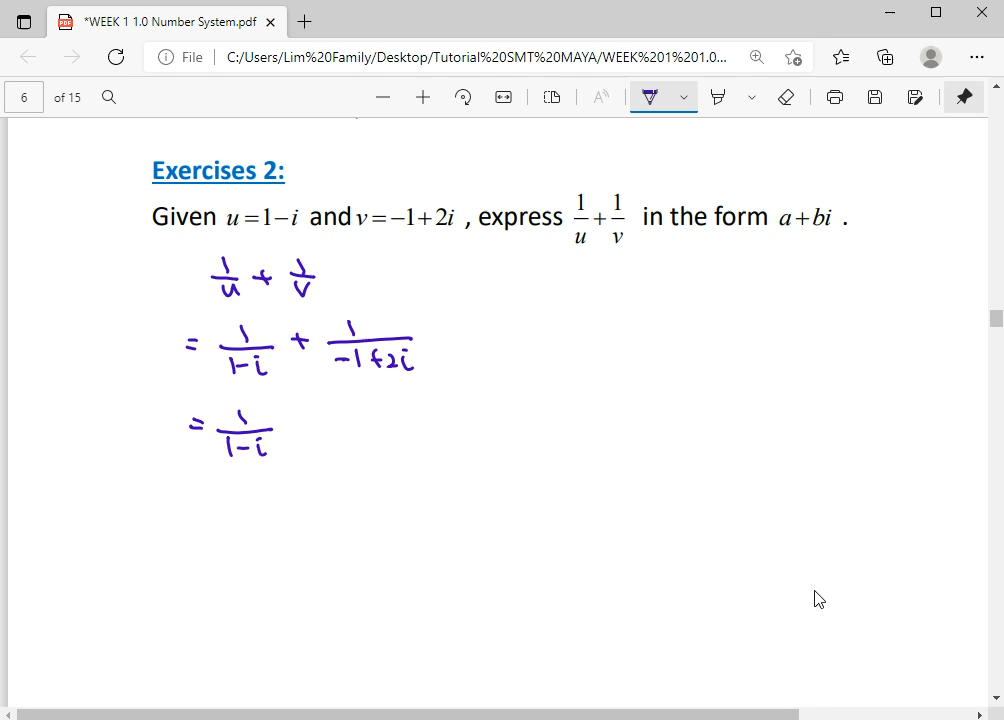 *WEEK 1 1.0 Number System.pdf
File C:/Users/Lim%20Family/Desktop/Tutorial%20SMT%20MAYA/WEEK%201%201.0...
6 of 15
Exercises 2:
Given u = 1 − i and v = −1 + 2i , express 1/u + 1/v in the form a + bi .
1/u + 1/v
= 1/(1-i) + 1/(-1+2i)
= 1/(1-i)